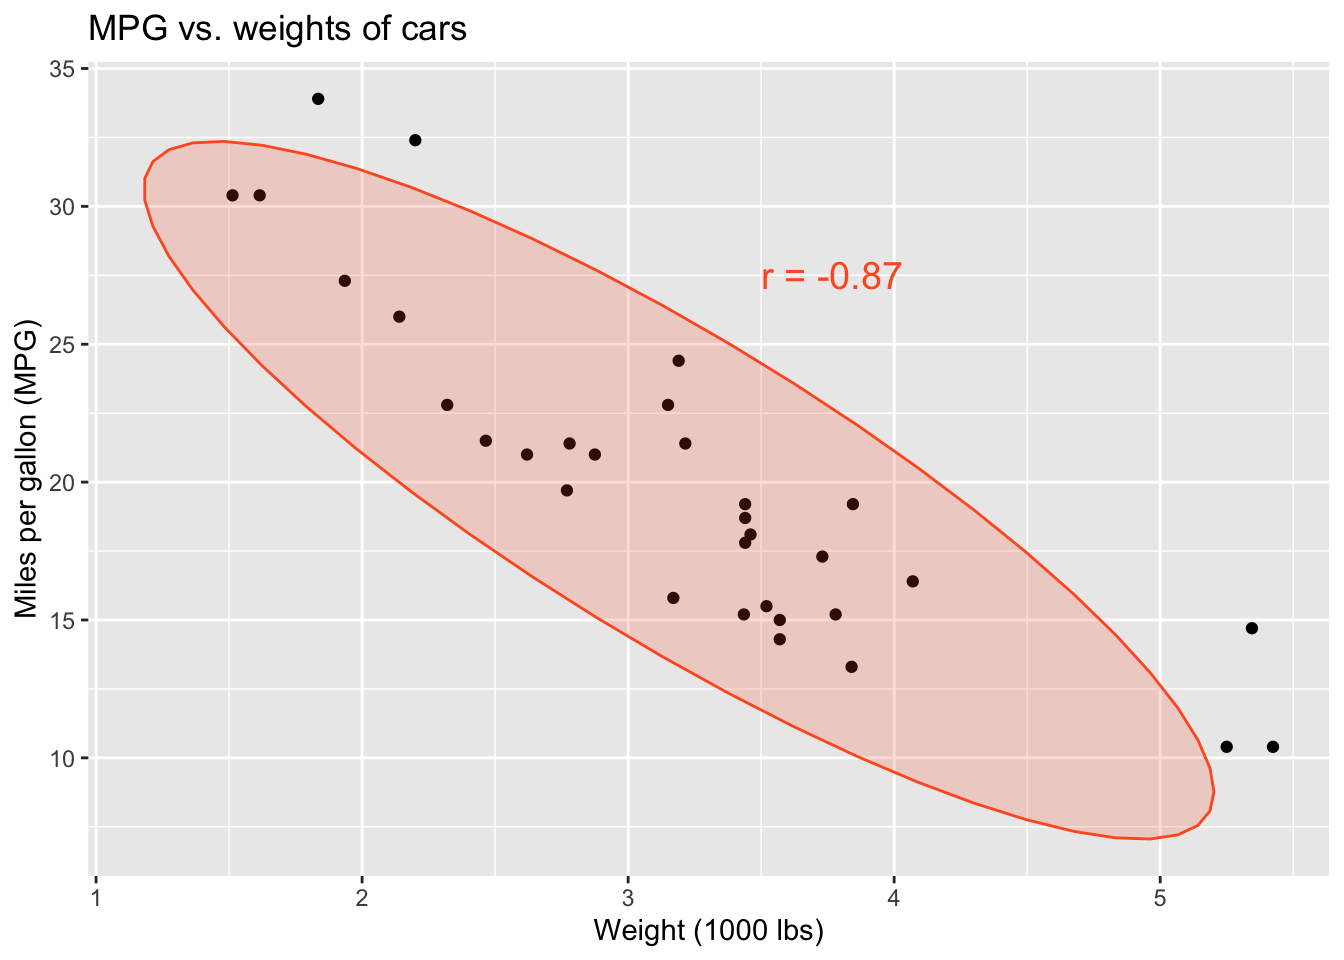 MPG vs. weights of cars
35
30
25
20
15
10
Miles per gallon (MPG)
r = -0.87
1 2 3 4 5
Weight (1000 lbs)